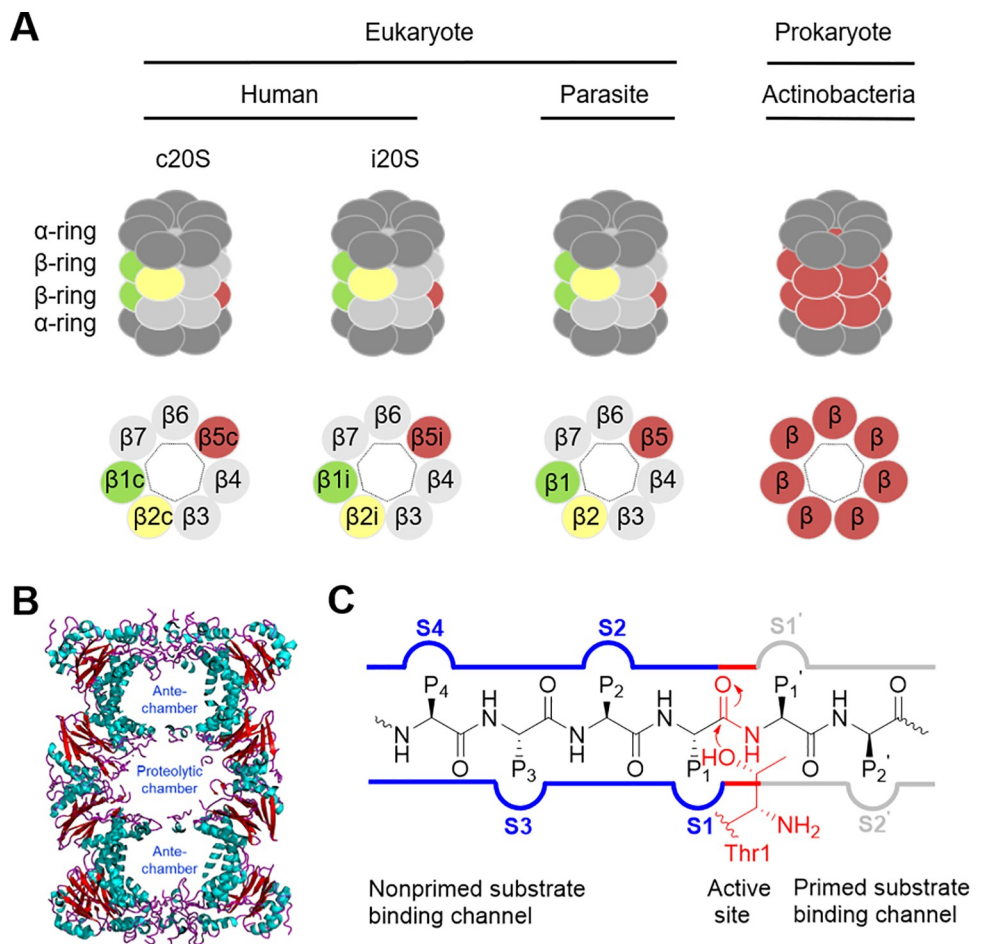 A
Eukaryote
Prokaryote
Human
Parasite
Actinobacteria
c20S
i20S
α-ring
β-ring
β-ring
α-ring
β6
β7
β5c
β1c
β4
β2c
β3
β6
β7
β5i
β1i
β4
β2i
β3
β6
β7
β5
β1
β4
β2
β3
β
β
β
β
β
β
β
B
Ante-
chamber
Proteolytic
chamber
Ante-
chamber
C
S4
S2
S1'
P4
O
P2
O
P1'
O
H
N
H
N
N
H
H
N
N
H
N
H
O
P3
O
HO
P1
O
P2'
S3
S1
NH2
S2'
Thr1
Nonprimed substrate
binding channel
Active
site
Primed substrate
binding channel